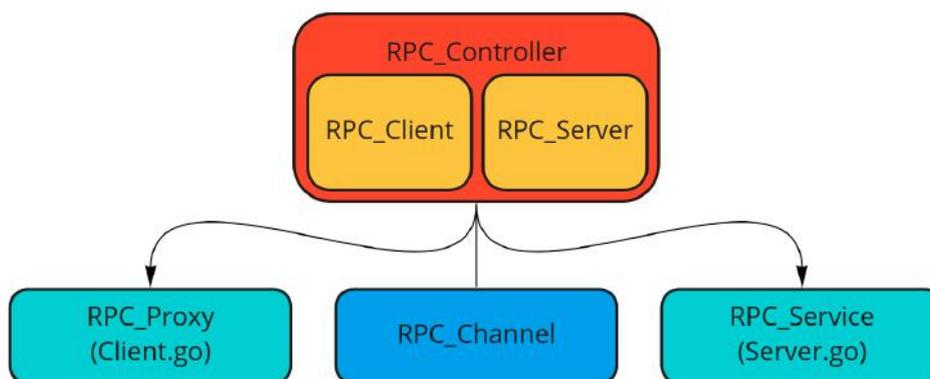 RPC_Controller
RPC_Client
RPC_Server
RPC_Proxy
(Client.go)
RPC_Channel
RPC_Service
(Server.go)